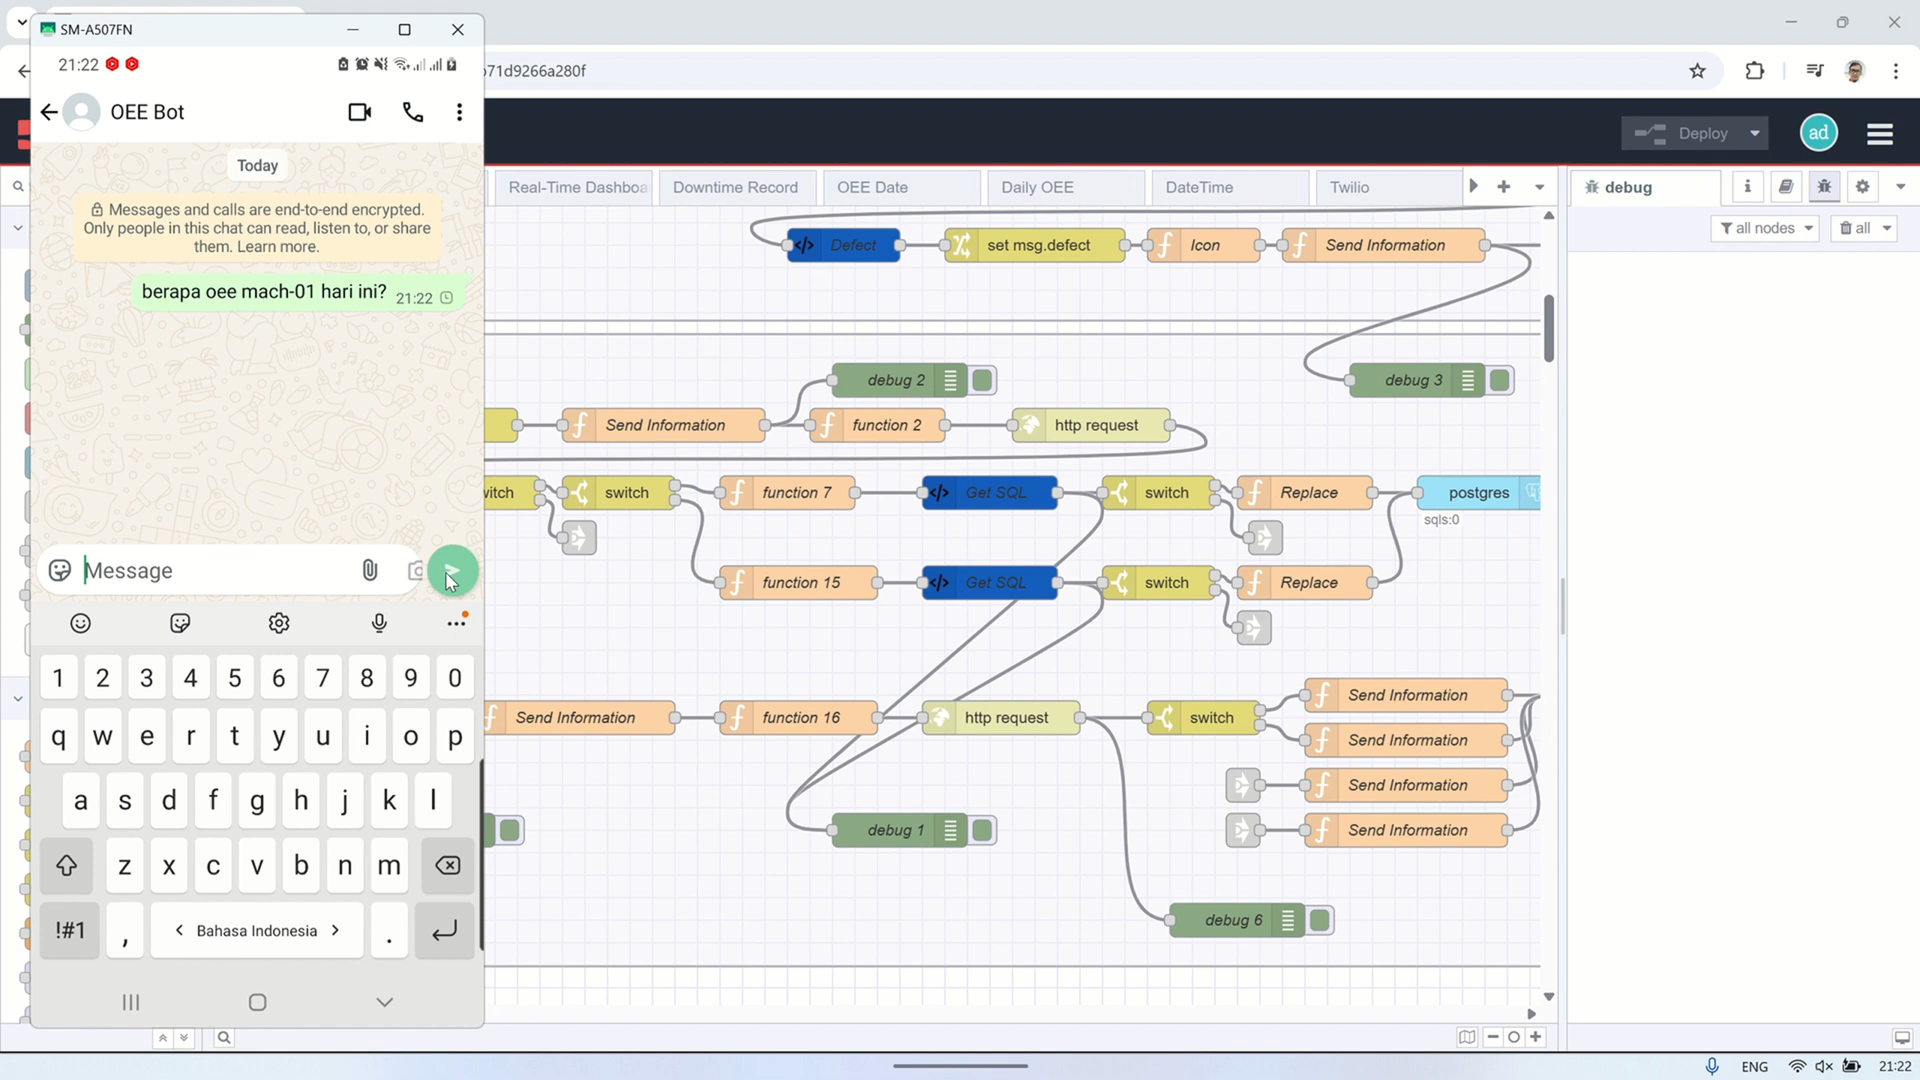 SM-A507FN
21:22
OEE Bot
Today
Messages and calls are end-to-end encrypted.
Only people in this chat can read, listen to, or share
them. Learn more.
berapa oee mach-01 hari ini? 21:22
Message
1 2 3 4 5 6 7 8 9 0
q w e r t y u i o p
a s d f g h j k l
z x c v b n m
!#1 , < Bahasa Indonesia > .
71d9266a280f
Deploy
ad
Real-Time Dashboa
Downtime Record
OEE Date
Daily OEE
DateTime
Twilio
debug
all nodes
all
Defect
set msg.defect
Icon
Send Information
debug 2
debug 3
Send Information
function 2
http request
switch
function 7
Get SQL
switch
Replace
postgres
sqls:0
function 15
Get SQL
switch
Replace
Send Information
Send Information
function 16
http request
switch
Send Information
Send Information
debug 1
Send Information
debug 6
ENG
21:22